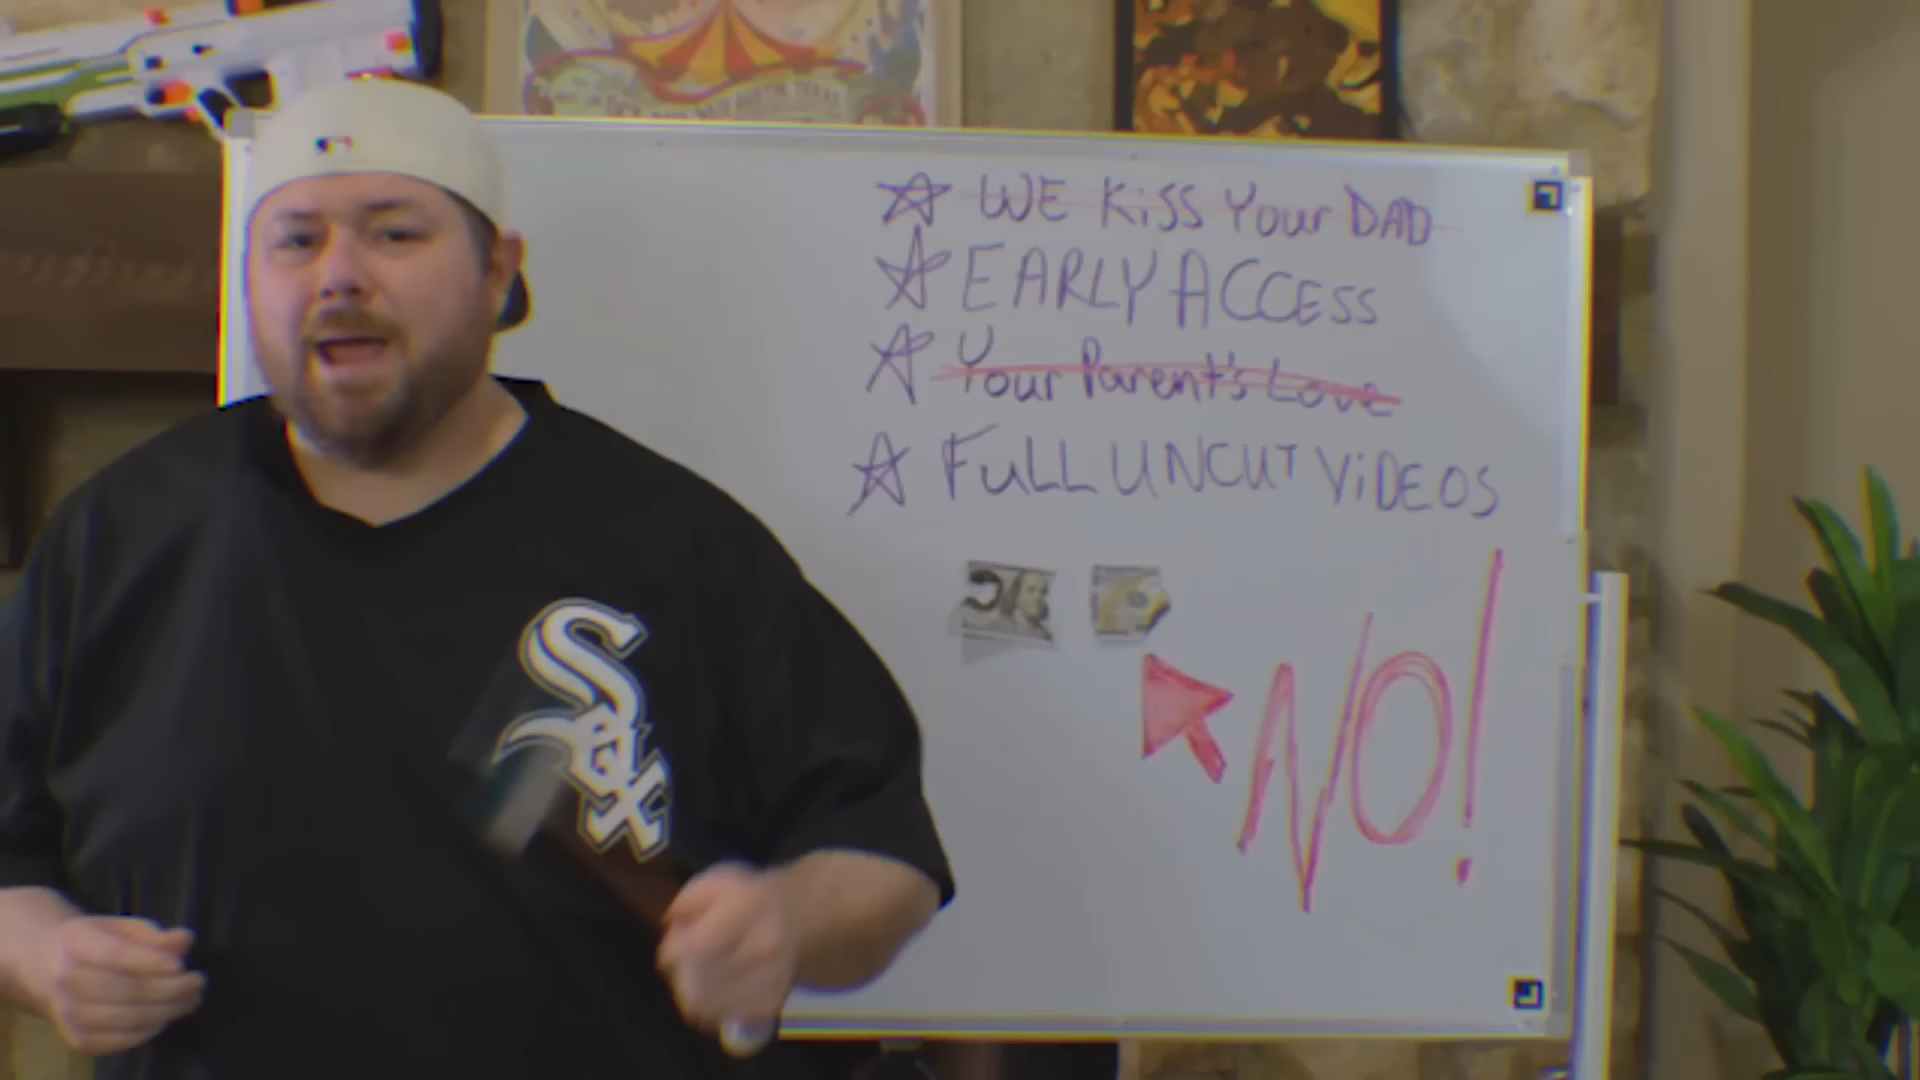 WE KiSS Your DAD
EARLY ACCESS
Your Parent's Love
FuLL UNCUT ViDEOS
NO!
Sox